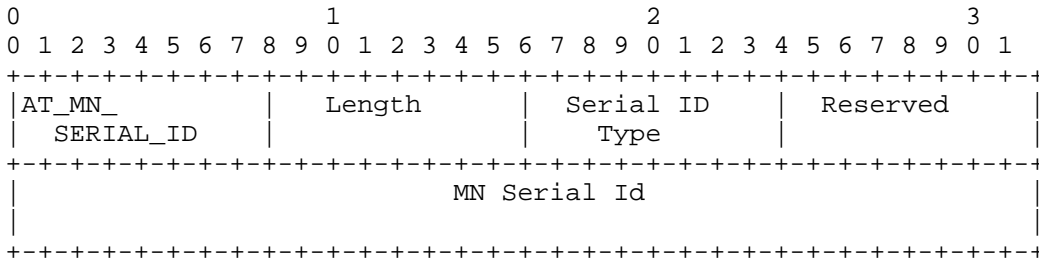 0                   1                   2                   3
0 1 2 3 4 5 6 7 8 9 0 1 2 3 4 5 6 7 8 9 0 1 2 3 4 5 6 7 8 9 0 1
+-+-+-+-+-+-+-+-+-+-+-+-+-+-+-+-+-+-+-+-+-+-+-+-+-+-+-+-+-+-+-+-+
|AT_MN_         |   Length      |  Serial ID    |  Reserved     |
|  SERIAL_ID    |               |    Type       |               |
+-+-+-+-+-+-+-+-+-+-+-+-+-+-+-+-+-+-+-+-+-+-+-+-+-+-+-+-+-+-+-+-+
|                           MN Serial Id                        |
|                                                               |
+-+-+-+-+-+-+-+-+-+-+-+-+-+-+-+-+-+-+-+-+-+-+-+-+-+-+-+-+-+-+-+-+